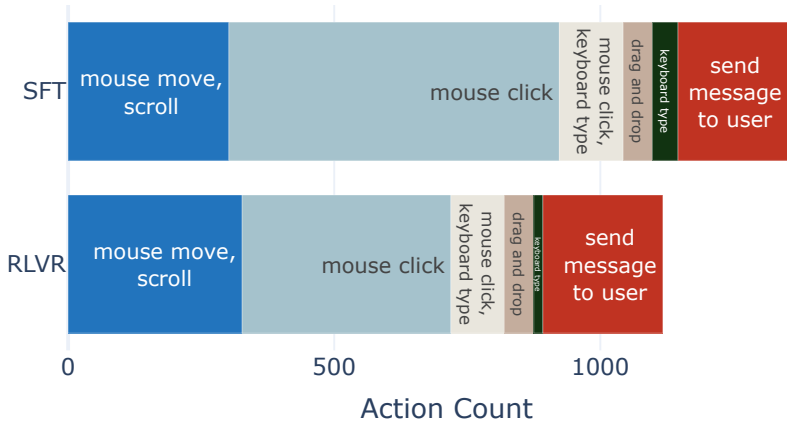 SFT
mouse move,
scroll
mouse click
mouse click,
keyboard type
drag and drop
keyboard type
send
message
to user
RLVR
mouse move,
scroll
mouse click
mouse click,
keyboard type
drag and drop
keyboard type
send
message
to user
0
500
1000
Action Count